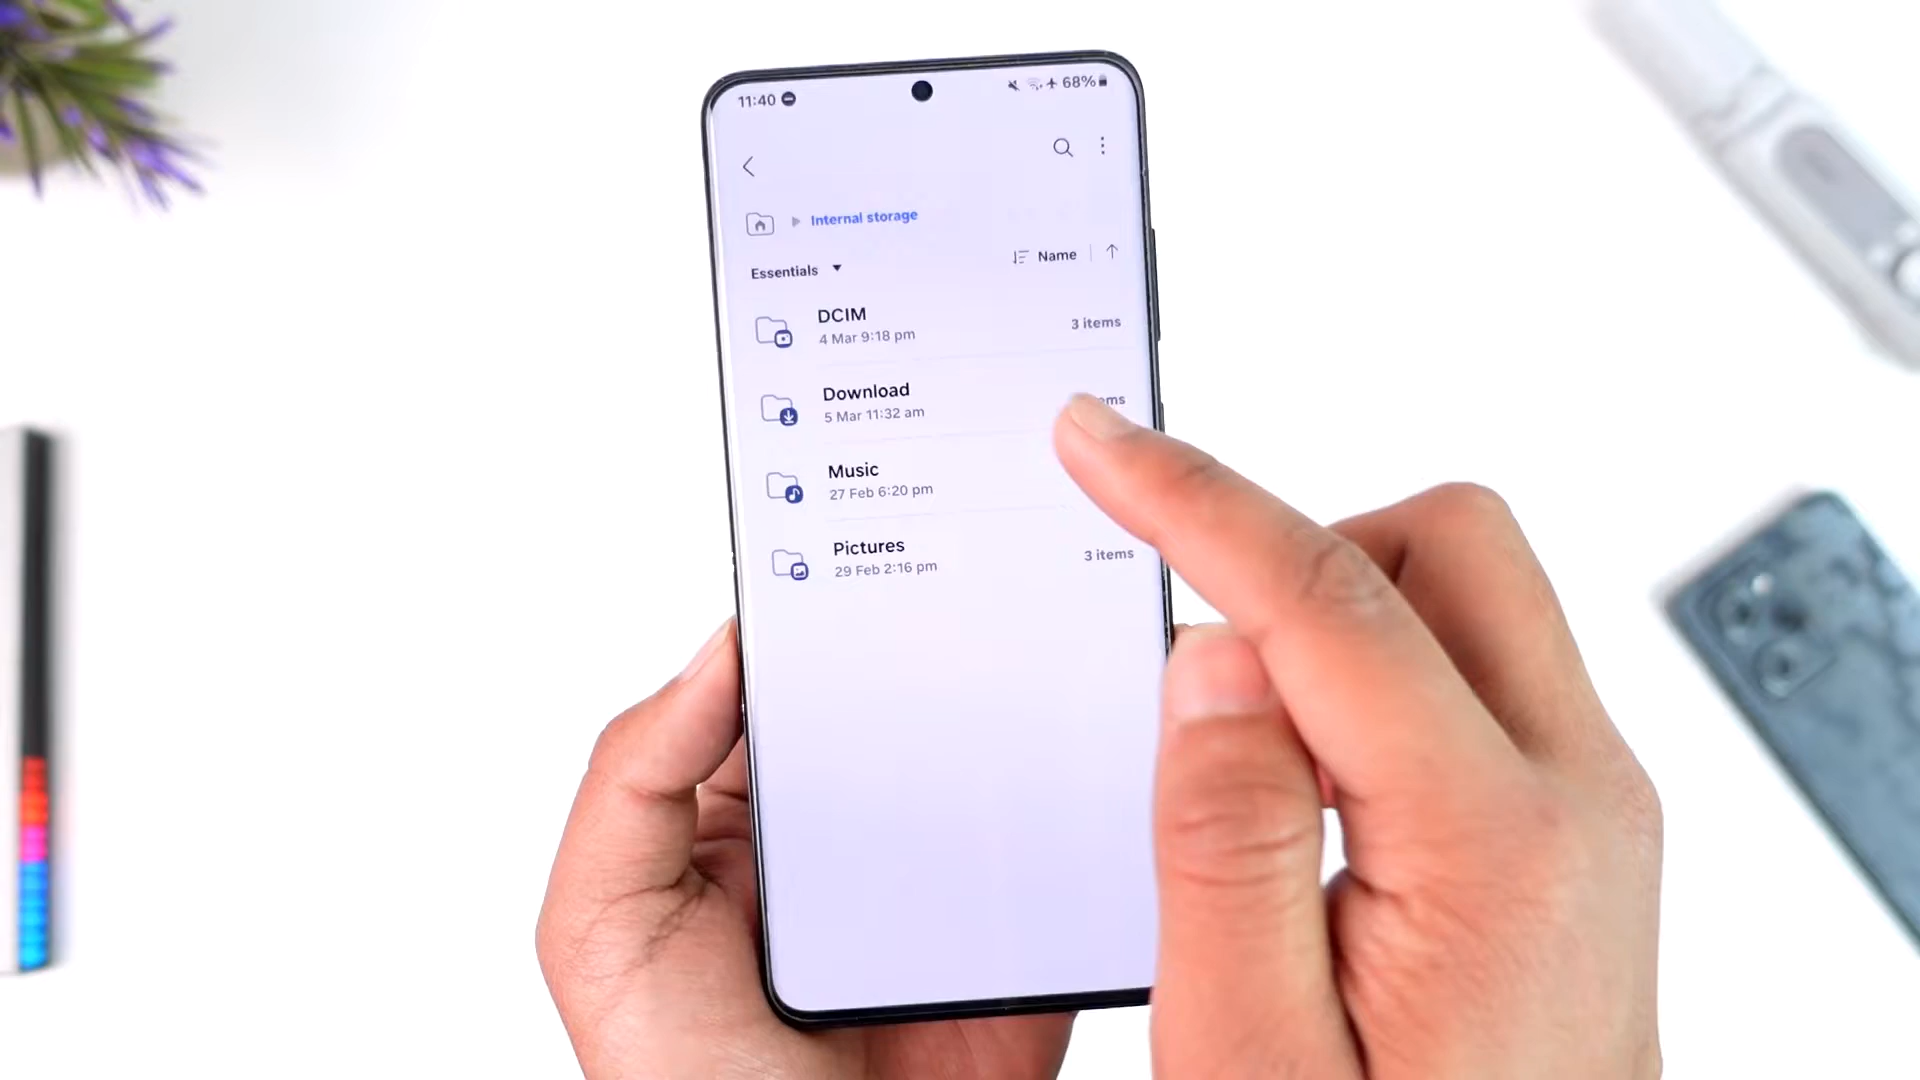 11:40 68%
Internal storage
Essentials Name
DCIM
4 Mar 9:18 pm 3 items
Download
5 Mar 11:32 am
Music
27 Feb 6:20 pm
Pictures
29 Feb 2:16 pm 3 items